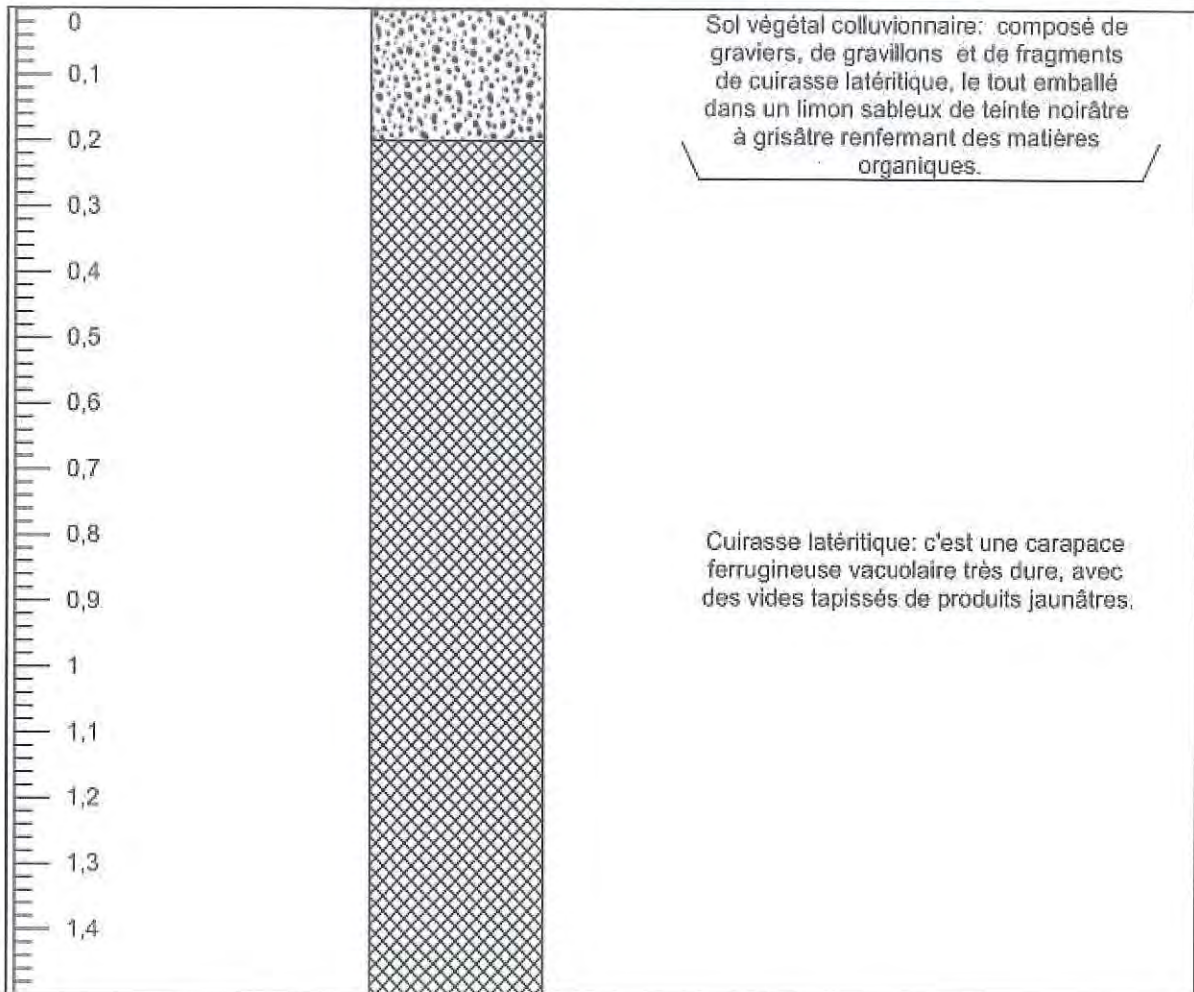 0
0,1
0,2
0,3
0,4
0,5
0,6
0,7
0,8
0,9
1
1,1
1,2
1,3
1,4
Sol végétal colluvionnaire: composé de
graviers, de gravillons et de fragments
de cuirasse latéritique, le tout emballé
dans un limon sableux de teinte noirâtre
à grisâtre renfermant des matières
organiques.
Cuirasse latéritique: c'est une carapace
ferrugineuse vacuolaire très dure, avec
des vides tapissés de produits jaunâtres.